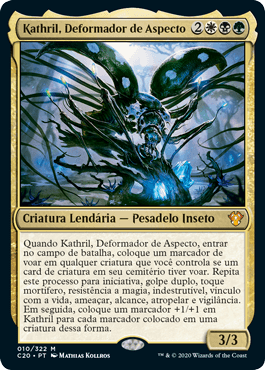 Kathril, Deformador de Aspecto 2
Criatura Lendária — Pesadelo Inseto
Quando Kathril, Deformador de Aspecto, entrar
no campo de batalha, coloque um marcador de
voar em qualquer criatura que você controla se um
card de criatura em seu cemitério tiver voar. Repita
este processo para iniciativa, golpe duplo, toque
mortífero, resistência a magia, indestrutível, vínculo
com a vida, ameaçar, alcance, atropelar e vigilância.
Em seguida, coloque um marcador +1/+1 em
Kathril para cada marcador colocado em uma
criatura dessa forma.
3/3
010/322 M
C20 • PT Mathias Kollros
™ & © 2020 Wizards of the Coast